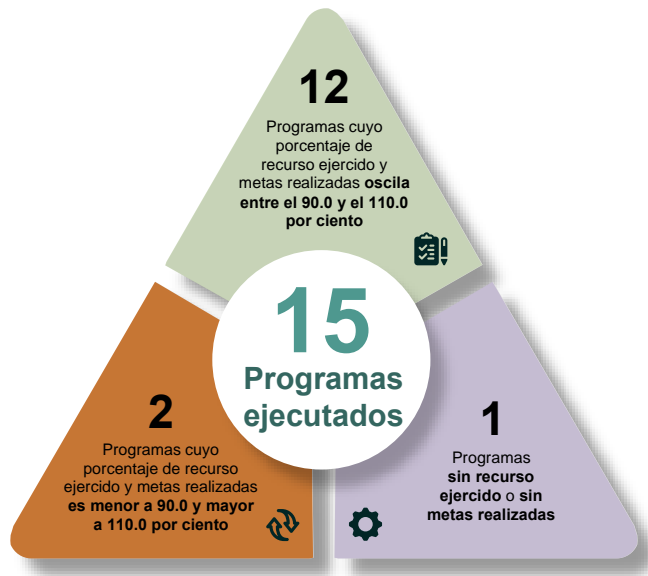 12
Programas cuyo
porcentaje de
recurso ejercido y
metas realizadas oscila
entre el 90.0 y el 110.0
por ciento
15
Programas
ejecutados
2
Programas cuyo
porcentaje de recurso
ejercido y metas realizadas
es menor a 90.0 y mayor
a 110.0 por ciento
1
Programas
sin recurso
ejercido o sin
metas realizadas